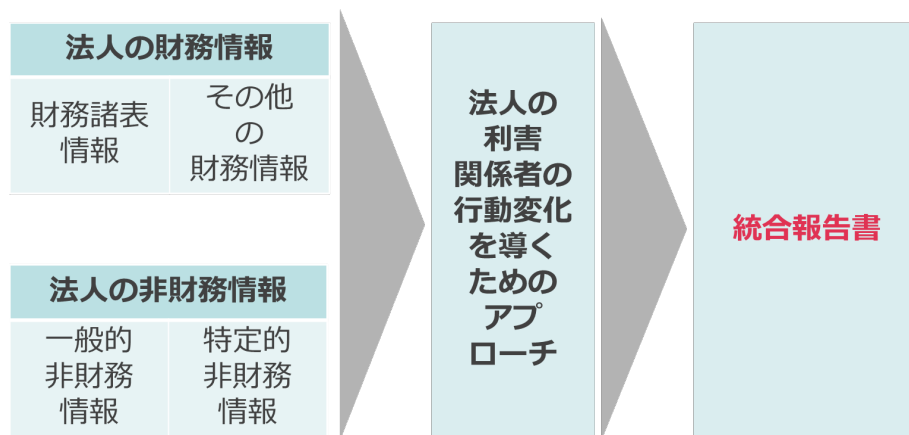 法人の財務情報
財務諸表
情報
その他
の
財務情報
法人の非財務情報
一般的
非財務
情報
特定的
非財務
情報
法人の
利害
関係者の
行動変化
を導く
ための
アプ
ローチ
統合報告書